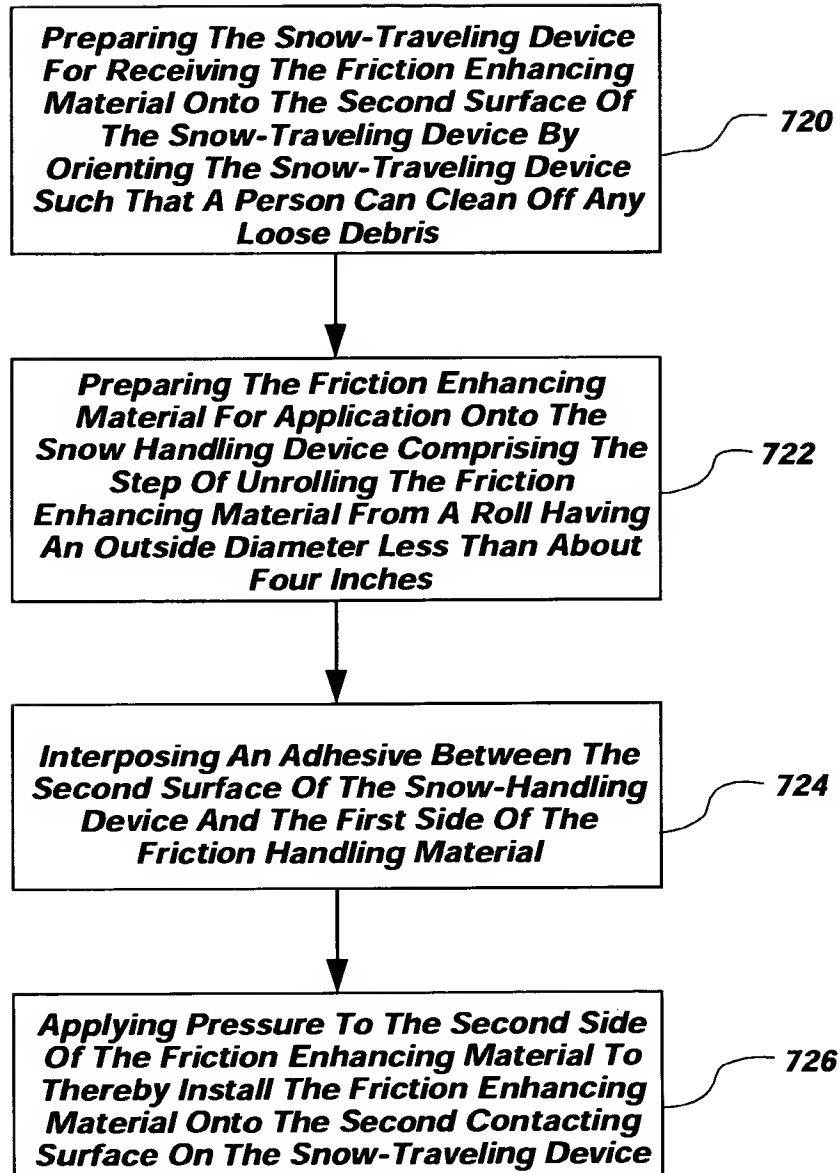 Preparing The Snow-Traveling Device
For Receiving The Friction Enhancing
Material Onto The Second Surface Of
The Snow-Traveling Device By
Orienting The Snow-Traveling Device
Such That A Person Can Clean Off Any
Loose Debris
720
Preparing The Friction Enhancing
Material For Application Onto The
Snow Handling Device Comprising The
Step Of Unrolling The Friction
Enhancing Material From A Roll Having
An Outside Diameter Less Than About
Four Inches
722
Interposing An Adhesive Between The
Second Surface Of The Snow-Handling
Device And The First Side Of The
Friction Handling Material
724
Applying Pressure To The Second Side
Of The Friction Enhancing Material To
Thereby Install The Friction Enhancing
Material Onto The Second Contacting
Surface On The Snow-Traveling Device
726